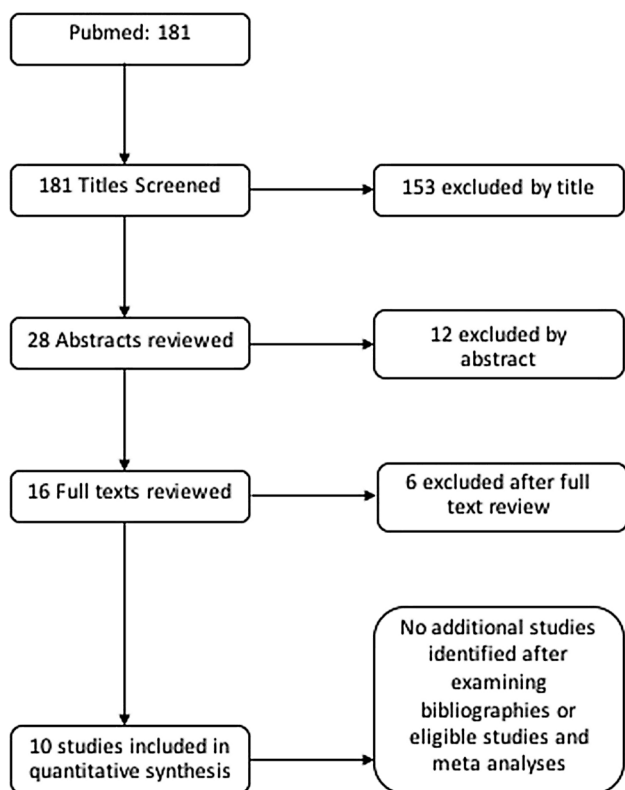 Pubmed: 181
181 Titles Screened
153 excluded by title
28 Abstracts reviewed
12 excluded by
abstract
16 Full texts reviewed
6 excluded after full
text review
10 studies included in
quantitative synthesis
No additional studies
identified after
examining
bibliographies or
eligible studies and
meta analyses